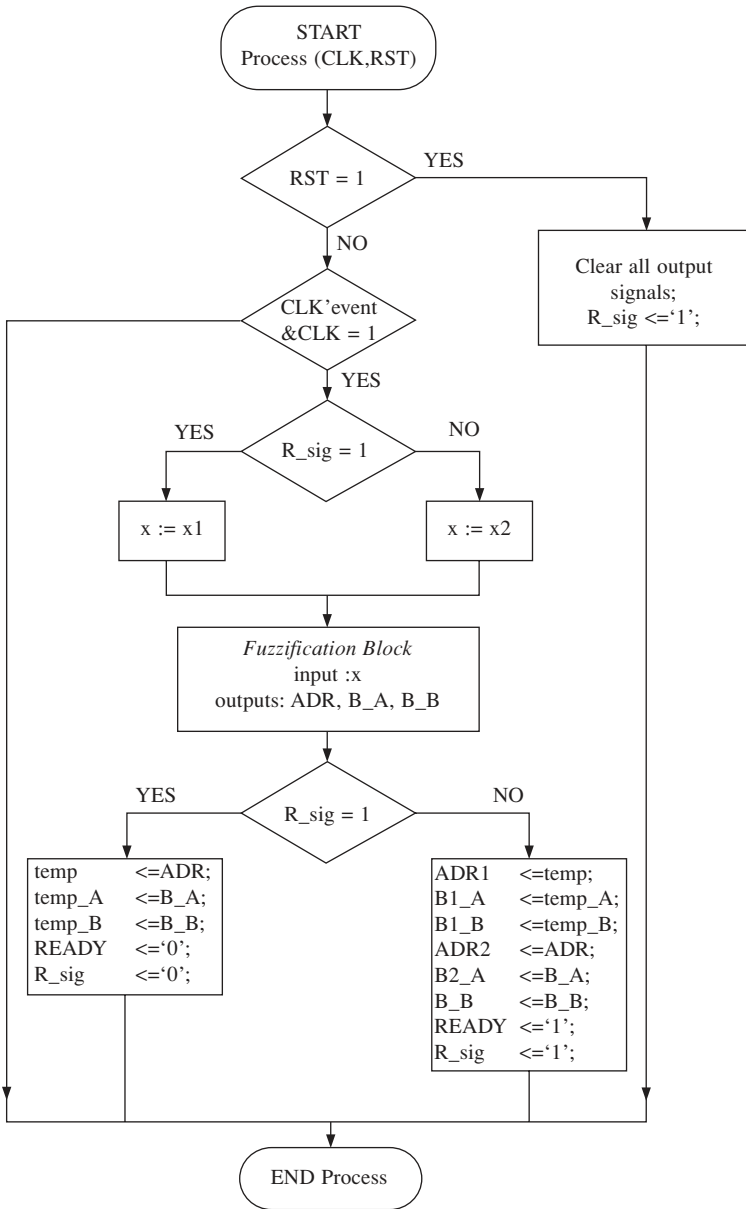 START
Process (CLK,RST)
RST = 1
YES
NO
Clear all output
signals;
R_sig <=‘1’;
CLK’event
&CLK = 1
YES
R_sig = 1
YES
NO
x := x1
x := x2
Fuzzification Block
input :x
outputs: ADR, B_A, B_B
R_sig = 1
YES
NO
temp <=ADR;
temp_A <=B_A;
temp_B <=B_B;
READY <=‘0’;
R_sig <=‘0’;
ADR1 <=temp;
B1_A <=temp_A;
B1_B <=temp_B;
ADR2 <=ADR;
B2_A <=B_A;
B_B <=B_B;
READY <=‘1’;
R_sig <=‘1’;
END Process